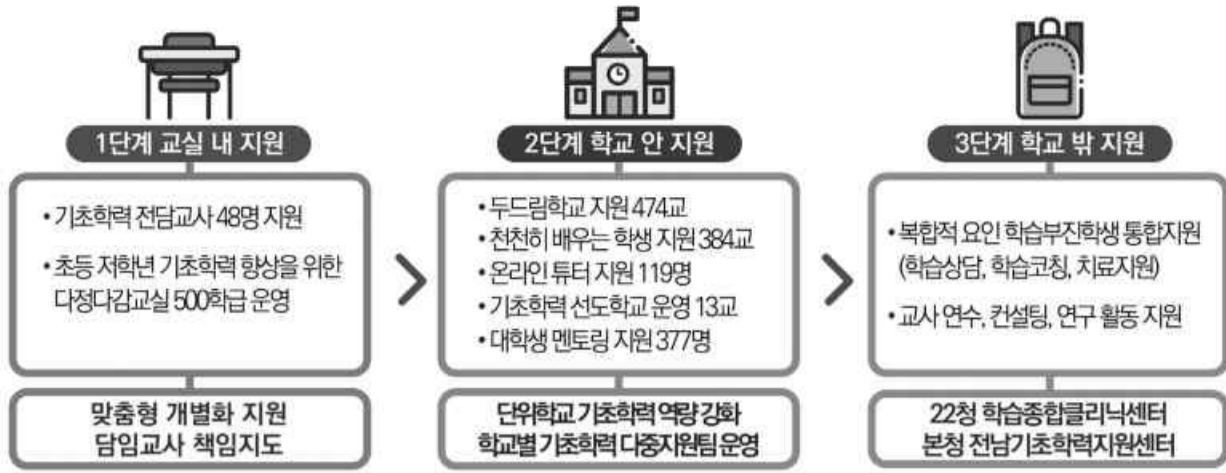 1단계 교실 내 지원
• 기초학력 전담교사 48명 지원
• 초등 저학년 기초학력 향상을 위한
다정다감교실 500학급 운영
맞춤형 개별화 지원
담임교사 책임지도
2단계 학교 안 지원
• 두드림학교 지원 474교
• 천천히 배우는 학생 지원 384교
• 온라인 튜터 지원 119명
• 기초학력 선도학교 운영 13교
• 대학생 멘토링 지원 377명
단위학교 기초학력 역량 강화
학교별 기초학력 다중지원팀 운영
3단계 학교 밖 지원
• 복합적 요인 학습부진학생 통합지원
(학습상담, 학습코칭, 치료지원)
• 교사 연수, 컨설팅, 연구 활동 지원
22청 학습종합클리닉센터
본청 전남기초학력지원센터